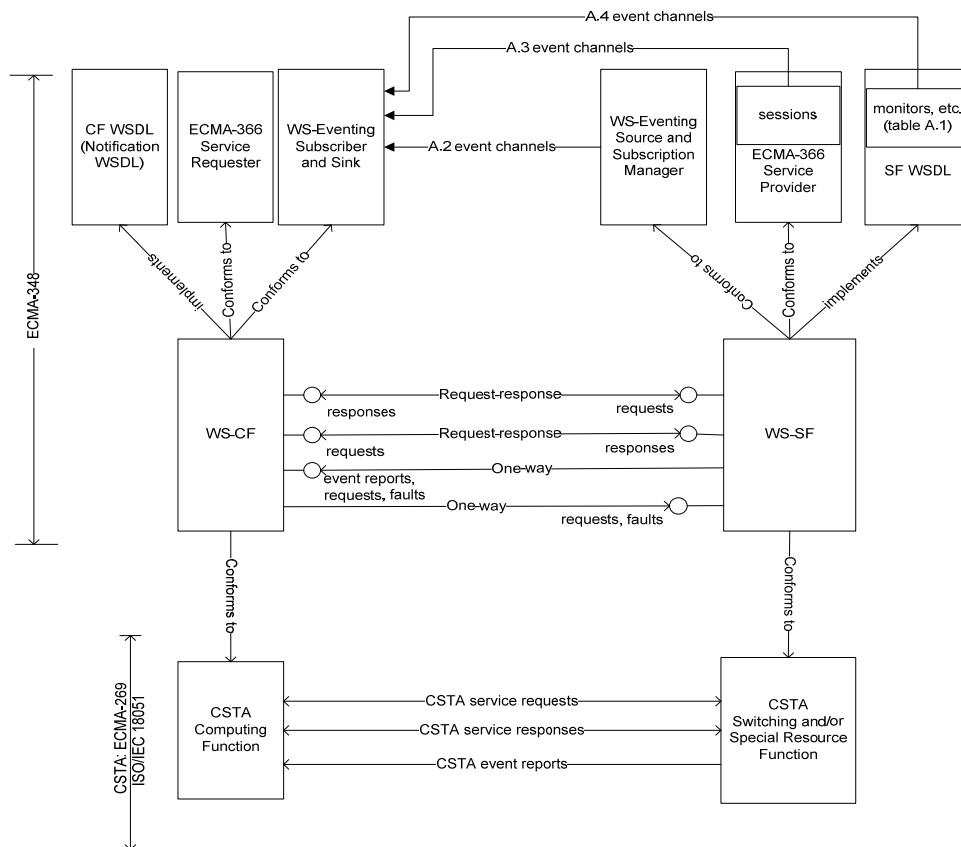 A.4 event channels
A.3 event channels
CF WSDL
(Notification
WSDL)
ECMA-366
Service
Requester
WS-Eventing
Subscriber
and Sink
A.2 event channels
WS-Eventing
Source and
Subscription
Manager
sessions
ECMA-366
Service
Provider
monitors, etc.
(table A.1)
SF WSDL
implements
Conforms to
Conforms to
Conforms to
Conforms to
implements
ECMA-348
WS-CF
WS-SF
Request-response
responses
requests
Request-response
requests
responses
One-way
event reports,
requests, faults
One-way
requests, faults
Conforms to
Conforms to
CSTA: ECMA-269
ISO/IEC 18051
CSTA
Computing
Function
CSTA service requests
CSTA service responses
CSTA event reports
CSTA
Switching and/or
Special Resource
Function